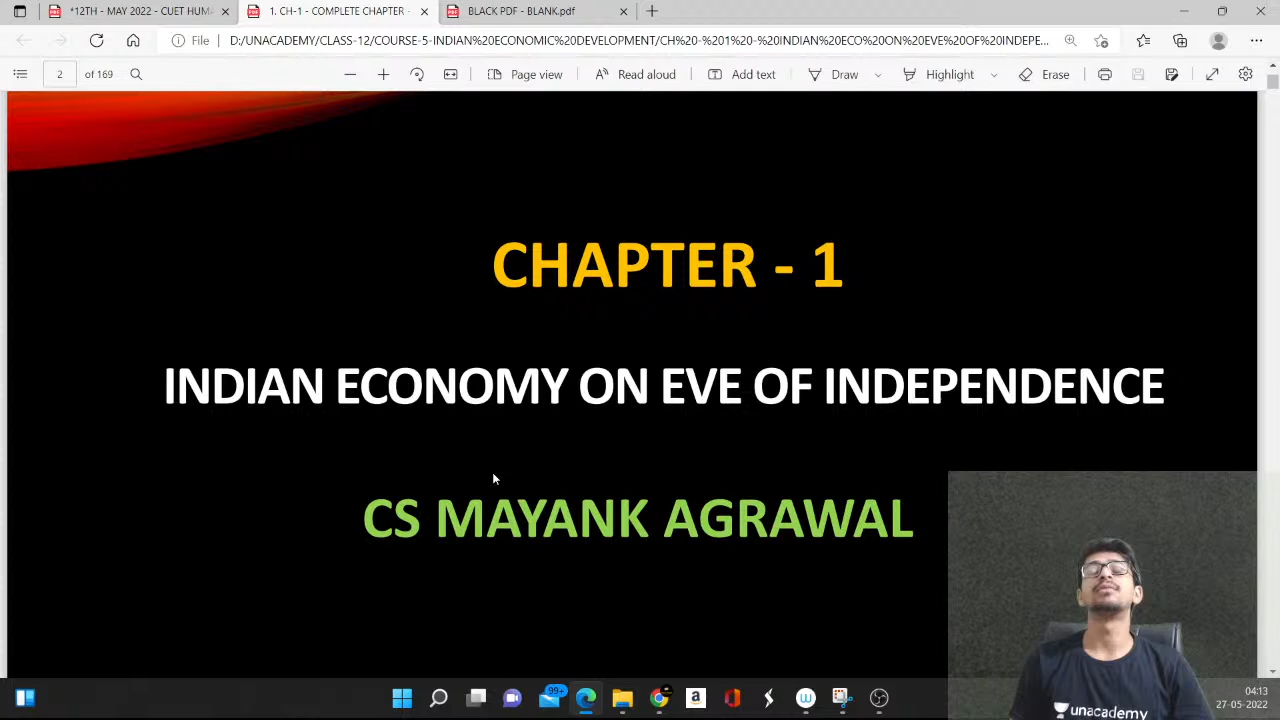 *12TH - MAY 2022 - CUET HUM
1. CH-1 - COMPLETE CHAPTER -
BLACK PDF - BLANK.pdf
File
D:/UNACADEMY/CLASS-12/COURSE-5-INDIAN%20ECONOMIC%20DEVELOPMENT/CH%20-%201%20-%20INDIAN%20ECO%20ON%20EVE%20OF%20INDEPE...
2 of 169
Page view
Read aloud
Add text
Draw
Highlight
Erase
CHAPTER - 1
INDIAN ECONOMY ON EVE OF INDEPENDENCE
CS MAYANK AGRAWAL
unacademy
99+
04:13
27-05-2022